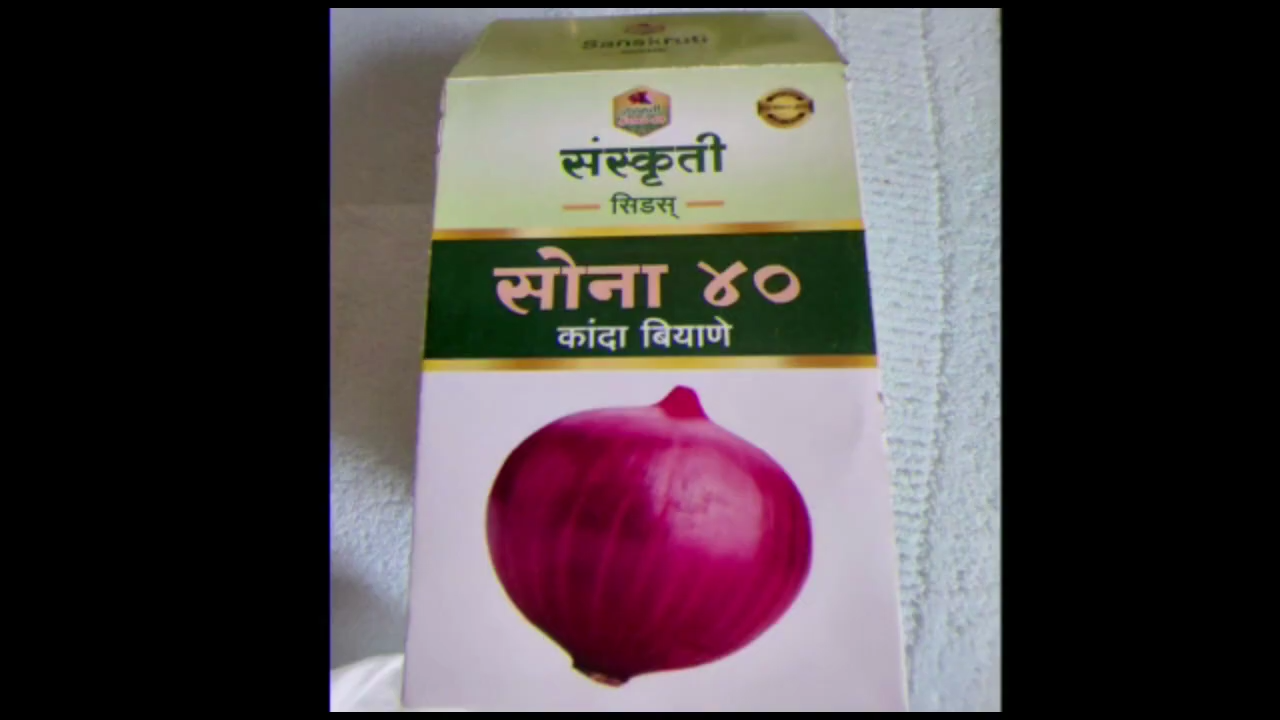 Sanskruti
संस्कृती
सिडस्
सोना ४०
कांदा बियाणे